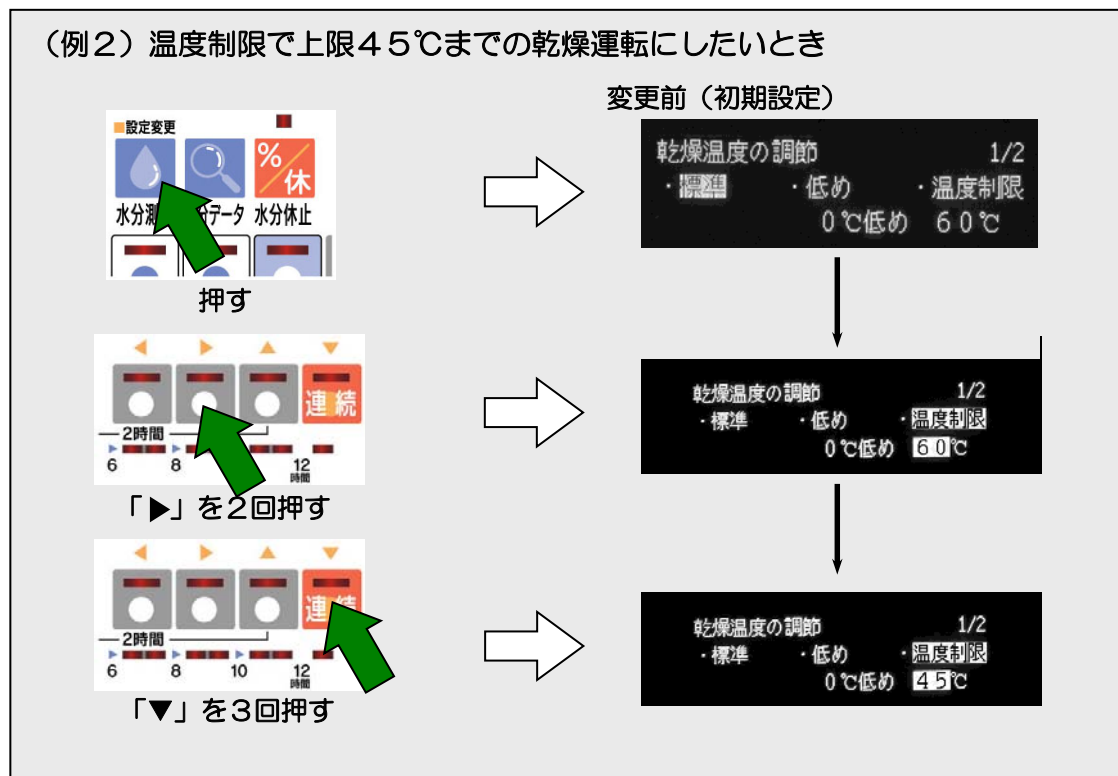 （例２）温度制限で上限４５℃までの乾燥運転にしたいとき
変更前（初期設定）
■設定変更
%/休
水分測
分データ 水分休止
押す
乾燥温度の調節 1/2
・標準 ・低め ・温度制限
０℃低め ６０℃
◀ ▶ ▲ ▼
連続
2時間
6 8 12
時間
「▶」を２回押す
乾燥温度の調節 1/2
・標準 ・低め ・温度制限
０℃低め ６０℃
◀ ▶ ▲ ▼
連
2時間
6 8 10 12
時間
「▼」を３回押す
乾燥温度の調節 1/2
・標準 ・低め ・温度制限
０℃低め ４５℃